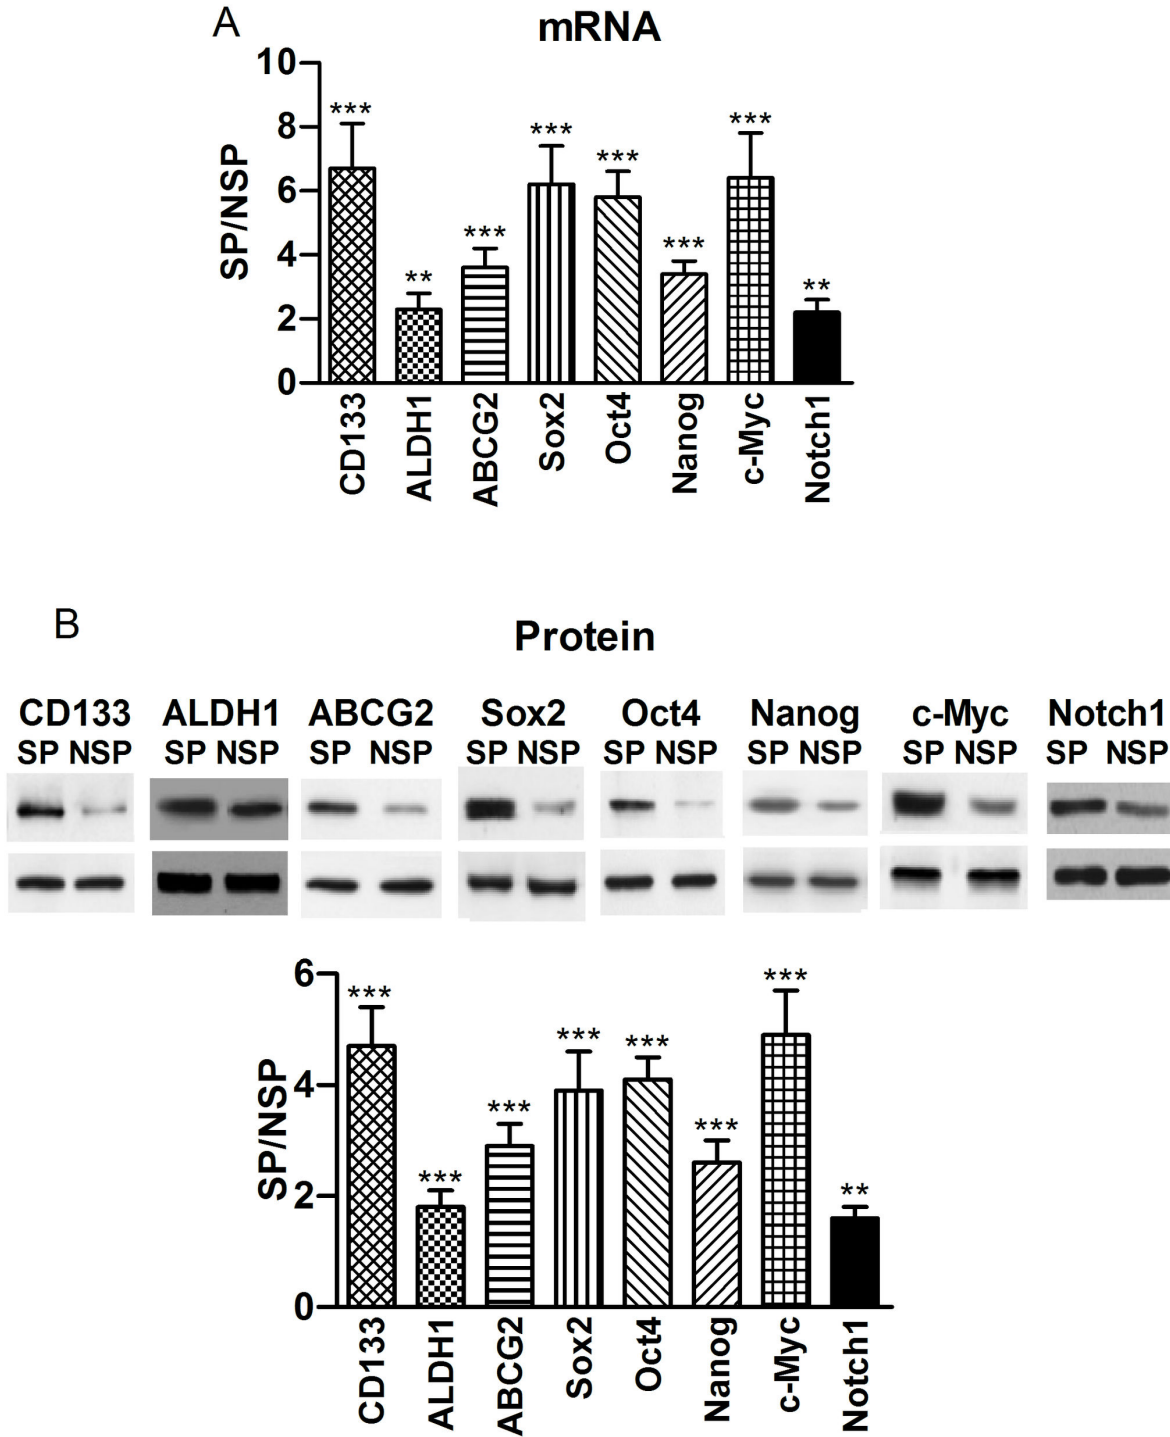 A
mRNA
10
8
6
4
2
0
SP/NSP
*** ** *** *** *** *** *** **
CD133 ALDH1 ABCG2 Sox2 Oct4 Nanog c-Myc Notch1
B
Protein
CD133 ALDH1 ABCG2 Sox2 Oct4 Nanog c-Myc Notch1
SP NSP SP NSP SP NSP SP NSP SP NSP SP NSP SP NSP SP NSP
6
4
2
0
SP/NSP
*** *** *** *** *** *** *** **
CD133 ALDH1 ABCG2 Sox2 Oct4 Nanog c-Myc Notch1